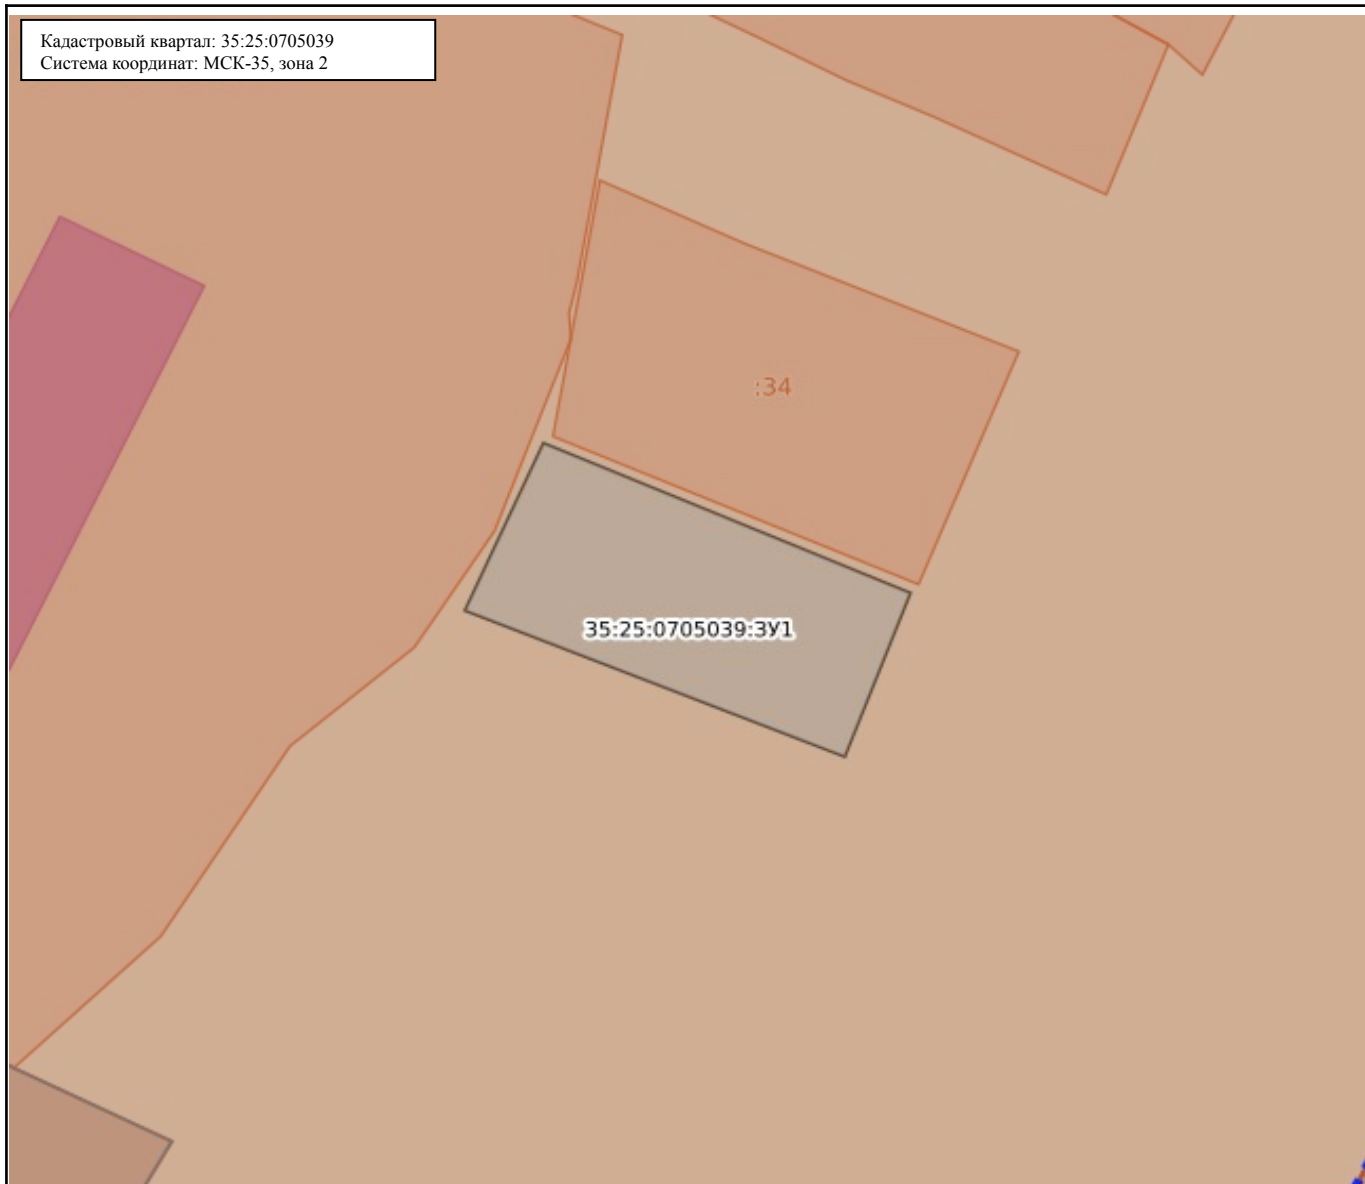 Кадастровый квартал: 35:25:0705039
Система координат: МСК-35, зона 2
:34
35:25:0705039:ЗУ1